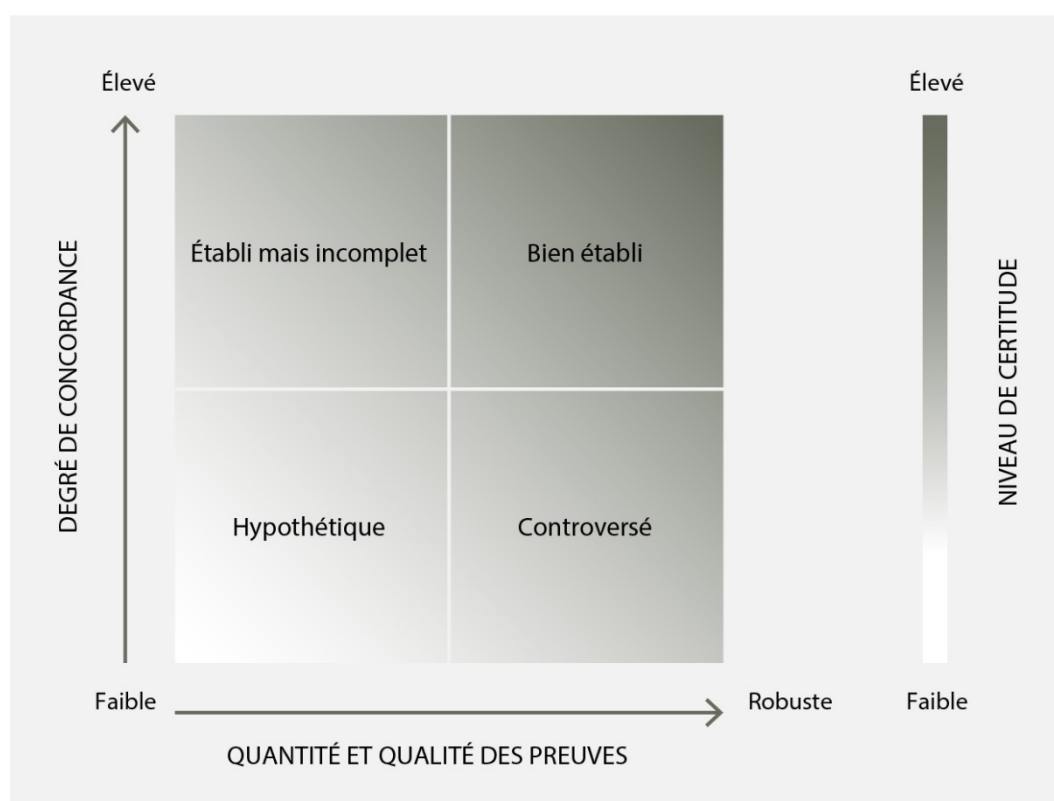 Élevé
Élevé
DEGRÉ DE CONCORDANCE
Établi mais incomplet
Bien établi
NIVEAU DE CERTITUDE
Hypothétique
Controversé
Faible
Robuste
Faible
QUANTITÉ ET QUALITÉ DES PREUVES